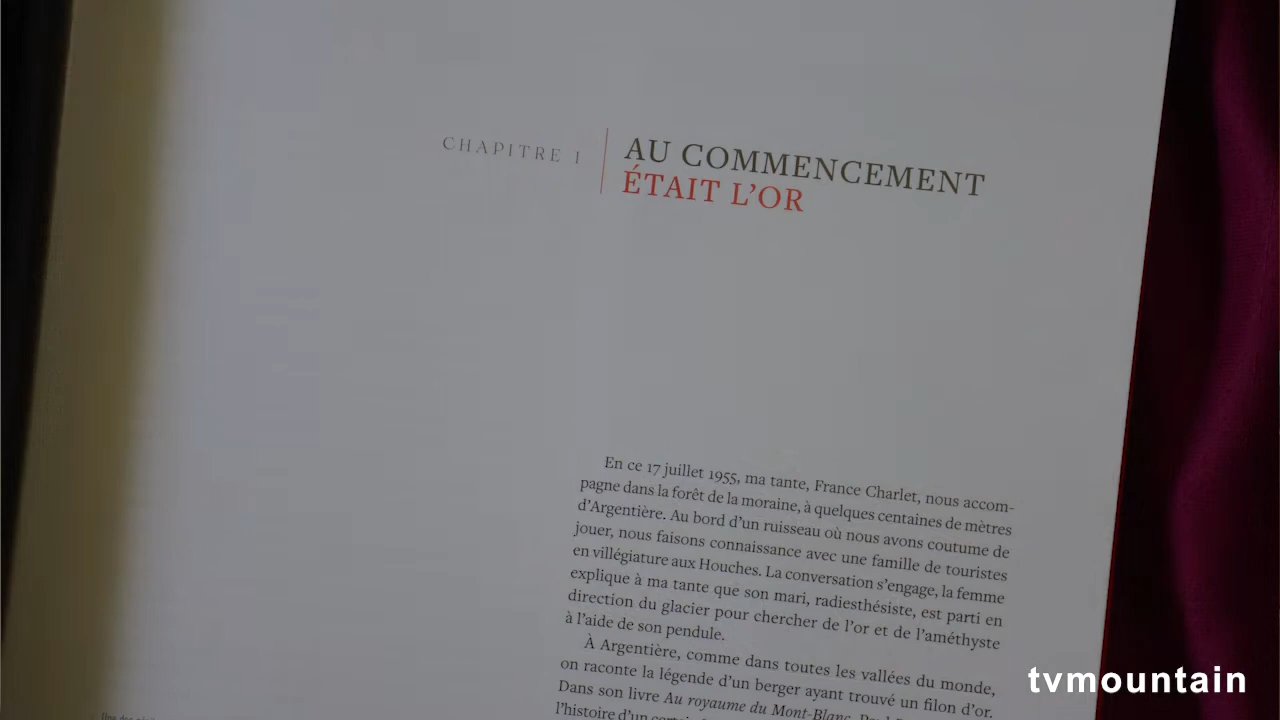 CHAPITRE I
AU COMMENCEMENT
ÉTAIT L’OR
En ce 17 juillet 1955, ma tante, France Charlet, nous accom-
pagne dans la forêt de la moraine, à quelques centaines de mètres
d’Argentière. Au bord d’un ruisseau où nous avons coutume de
jouer, nous faisons connaissance avec une famille de touristes
en villégiature aux Houches. La conversation s’engage, la femme
explique à ma tante que son mari, radiesthésiste, est parti en
direction du glacier pour chercher de l’or et de l’améthyste
à l’aide de son pendule.
À Argentière, comme dans toutes les vallées du monde,
on raconte la légende d’un berger ayant trouvé un filon d’or.
Dans son livre Au royaume du Mont-Blanc,
l’histoire d’un
tvmountain